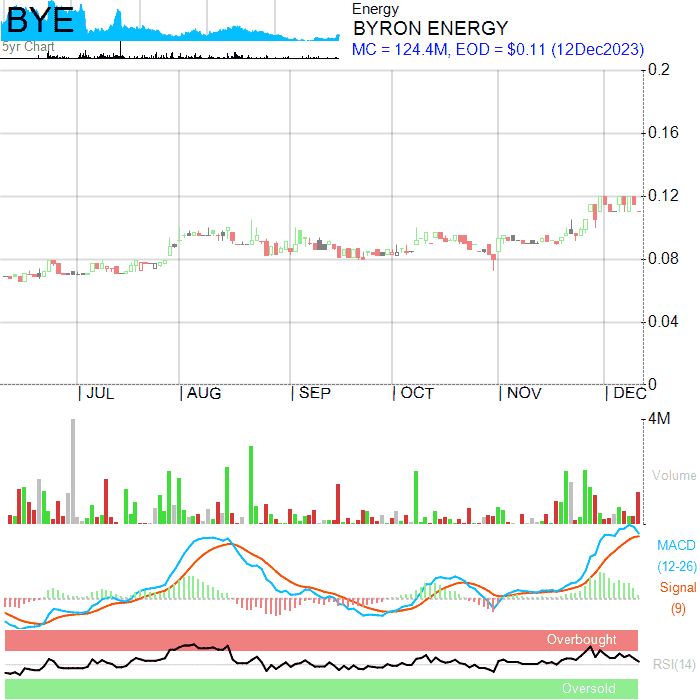 BYE
5yr Chart
Energy
BYRON ENERGY
MC = 124.4M, EOD = $0.11 (12Dec2023)
0.2
0.16
0.12
0.08
0.04
0
JUL
AUG
SEP
OCT
NOV
DEC
4M
Volume
MACD
(12-26)
Signal
(9)
Overbought
RSI(14)
Oversold